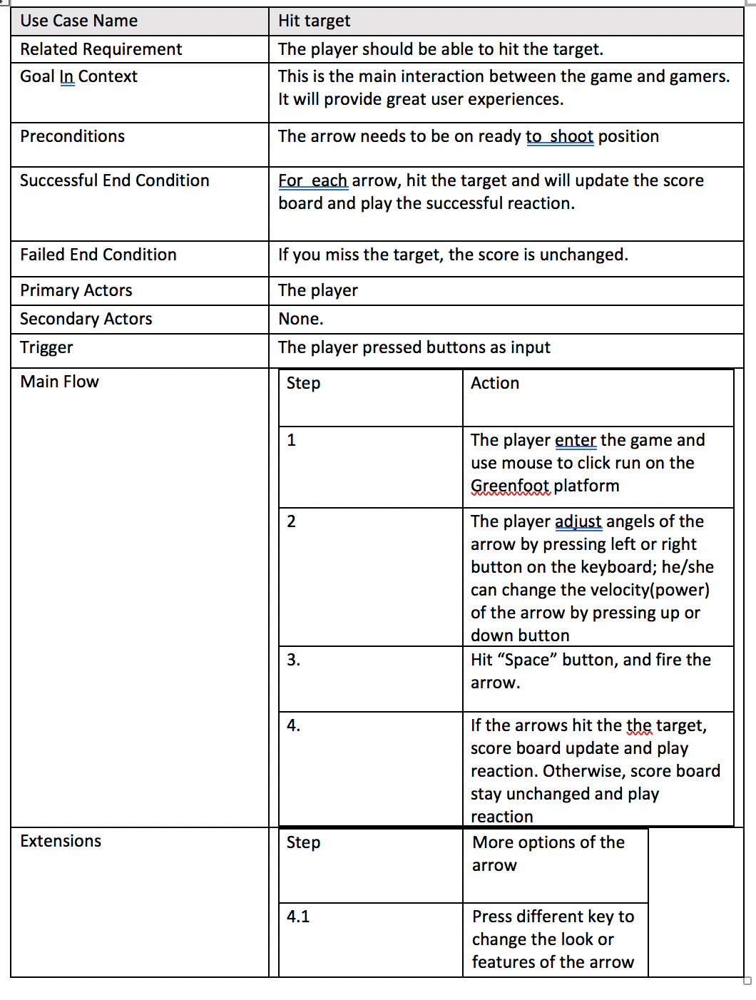 Use Case Name
Hit target
Related Requirement
The player should be able to hit the target.
Goal In Context
This is the main interaction between the game and gamers.
It will provide great user experiences.
Preconditions
The arrow needs to be on ready to  shoot position
Successful End Condition
For  each arrow, hit the target and will update the score
board and play the successful reaction.
Failed End Condition
If you miss the target, the score is unchanged.
Primary Actors
The player
Secondary Actors
None.
Trigger
The player pressed buttons as input
Main Flow
Step
Action
1
The player enter the game and
use mouse to click run on the
Greenfoot platform
2
The player adjust angels of the
arrow by pressing left or right
button on the keyboard; he/she
can change the velocity(power)
of the arrow by pressing up or
down button
3.
Hit “Space” button, and fire the
arrow.
4.
If the arrows hit the the target,
score board update and play
reaction. Otherwise, score board
stay unchanged and play
reaction
Extensions
Step
More options of the
arrow
4.1
Press different key to
change the look or
features of the arrow